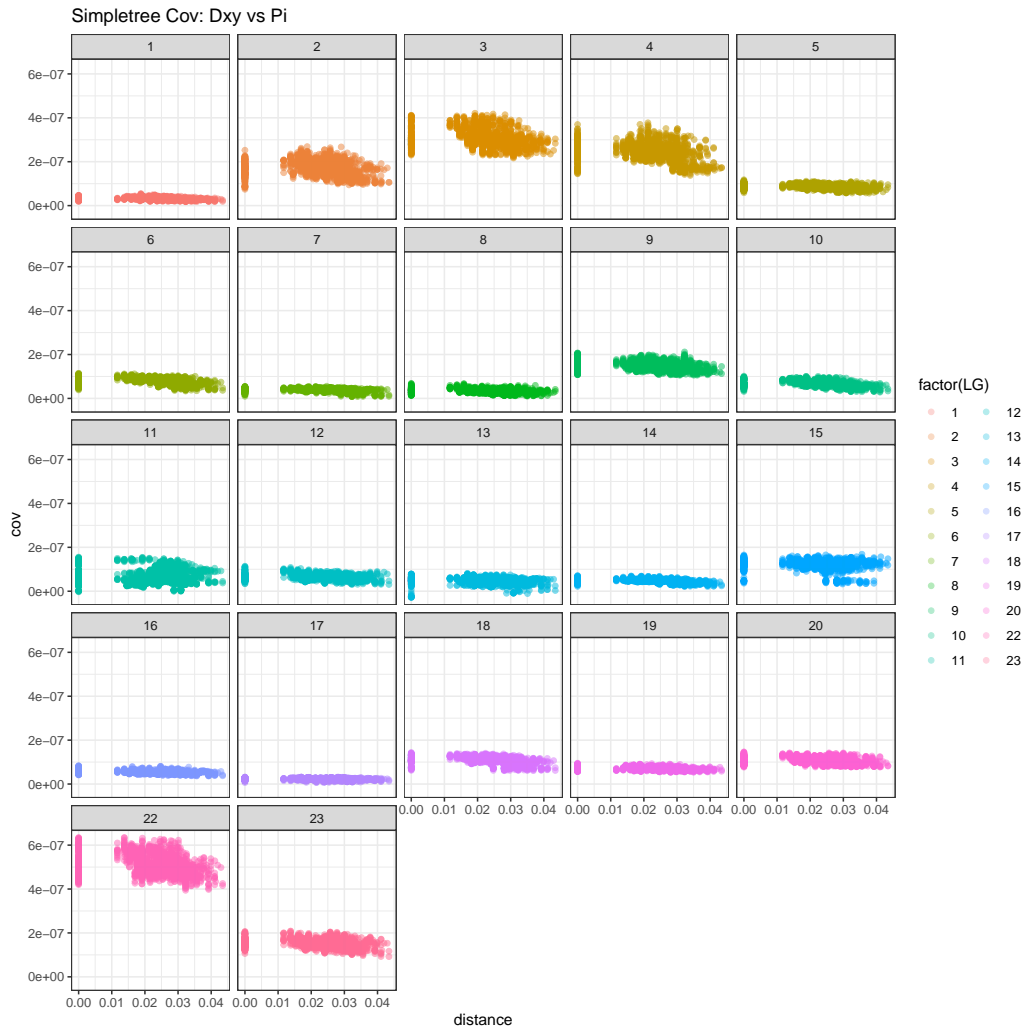 Simpletree Cov: Dxy vs Pi
1 2 3 4 5
6e−07
4e−07
2e−07
0e+00
6 7 8 9 10
6e−07
4e−07
2e−07
0e+00
11 12 13 14 15
6e−07
4e−07
2e−07
0e+00
16 17 18 19 20
6e−07
4e−07
2e−07
0e+00
0.00 0.01 0.02 0.03 0.04 0.00 0.01 0.02 0.03 0.04 0.00 0.01 0.02 0.03 0.04
22 23
6e−07
4e−07
2e−07
0e+00
0.00 0.01 0.02 0.03 0.04 0.00 0.01 0.02 0.03 0.04
distance
cov
factor(LG)
1 12
2 13
3 14
4 15
5 16
6 17
7 18
8 19
9 20
10 22
11 23